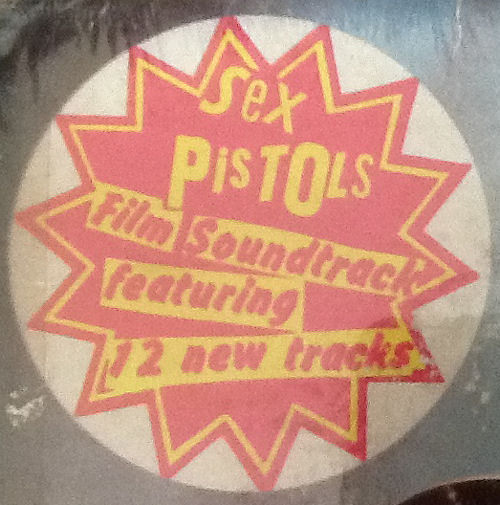 Sex
PiSTOLS
Film Soundtrack
featuring
12 new tracks